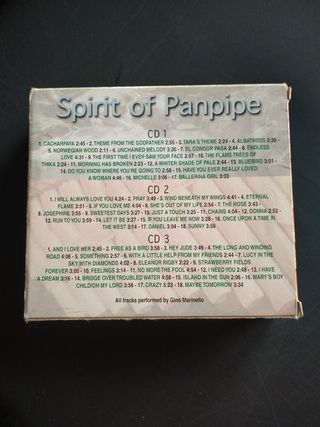 Spirit of Panpipe
CD 1
1. CACHARPAYA 2:45 - 2. THEME FROM THE GODFATHER 2:55 - 3. TARA'S THEME 2:24 - 4. ALBATROSS 2:36 -
5. NORWEGIAN WOOD 2:11 - 6. UNCHAINED MELODY 3:30 - 7. EL CONDOR PASA 2:44 - 8. ENDLESS
LOVE 4:31 - 9. THE FIRST TIME I EVER SAW YOUR FACE 2:57 - 10. THE FLAME TREES OF
THIKA 2:24 - 11. MORNING HAS BROKEN 2:23 - 12. A WHITER SHADE OF PALE 2:44 - 13. BLUEBIRD 3:01 -
14. DO YOU KNOW WHERE YOU'RE GOING TO 2:58 - 15. HAVE YOU EVER REALLY LOVED
A WOMAN 4:48 - 16. MICHELLE 3:06 - 17. BALLERINA GIRL 3:33
CD 2
1. I WILL ALWAYS LOVE YOU 4:24 - 2. PRAY 3:49 - 3. WIND BENEATH MY WINGS 4:41 - 4. ETERNAL
FLAME 3:51 - 5. IF YOU LOVE ME 4:04 - 6. SHE'S OUT OF MY LIFE 2:54 - 7. THE ROSE 3:43 -
8. JOSEPHINE 3:55 - 9. SWEETEST DAYS 3:27 - 10. JUST A TOUCH 3:25 - 11. CHAINS 4:04 - 12. DONNA 2:52 -
13. RUN TO YOU 3:59 - 14. LET IT BE 3:27 - 15. IF YOU LEAVE ME NOW 3:28 - 16. ONCE UPON A TIME IN
THE WEST 3:14 - 17. DANIEL 3:04 - 18. SUNNY 3:56
CD 3
1. AND I LOVE HER 2:45 - 2. FREE AS A BIRD 3:58 - 3. HEY JUDE 3:49 - 4. THE LONG AND WINDING
ROAD 4:06 - 5. SOMETHING 2:57 - 6. WITH A LITTLE HELP FROM MY FRIENDS 2:44 - 7. LUCY IN THE
SKY WITH DIAMONDS 4:02 - 8. ELEANOR RIGBY 2:22 - 9. STRAWBERRY FIELDS
FOREVER 3:00 - 10. FEELINGS 3:14 - 11. NO MORE THE FOOL 4:54 - 12. I NEED YOU 2:48 - 13. I HAVE
A DREAM 3:16 - 14. BRIDGE OVER TROUBLED WATER 2:58 - 15. ISLAND IN THE SUN 2:06 - 16. MARY'S BOY
CHILD/OH MY LORD 3:56 - 17. CRAZY 5:23 - 18. MAYBE TOMORROW 3:34
All tracks performed by Gino Marinello